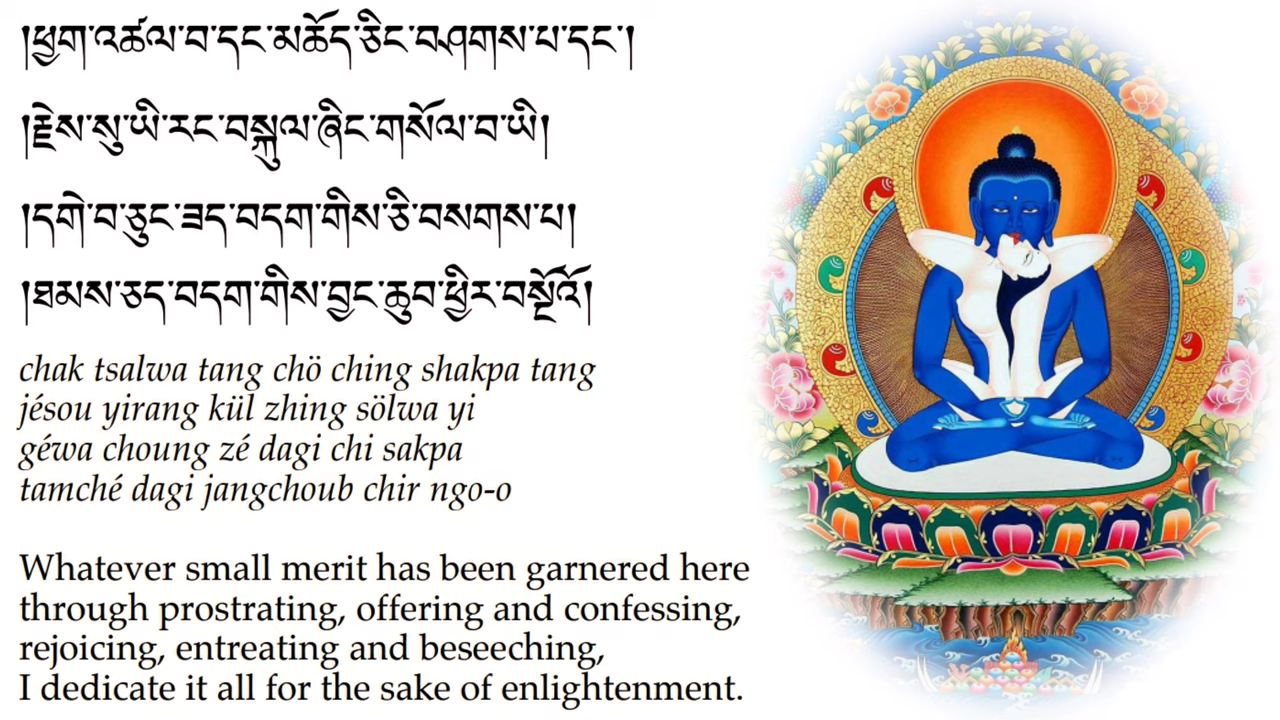 །ཕྱག་འཚལ་བ་དང་མཆོད་ཅིང་བཤགས་པ་དང་།
།རྗེས་སུ་ཡི་རང་བསྐུལ་ཞིང་གསོལ་བ་ཡི།
།དགེ་བ་ཅུང་ཟད་བདག་གིས་ཅི་བསགས་པ།
།ཐམས་ཅད་བདག་གིས་བྱང་ཆུབ་ཕྱིར་བསྔོའོ།
chak tsalwa tang chö ching shakpa tang
jésou yirang kül zhing sölwa yi
géwa choung zé dagi chi sakpa
tamché dagi jangchoub chir ngo-o
Whatever small merit has been garnered here
through prostrating, offering and confessing,
rejoicing, entreating and beseeching,
I dedicate it all for the sake of enlightenment.